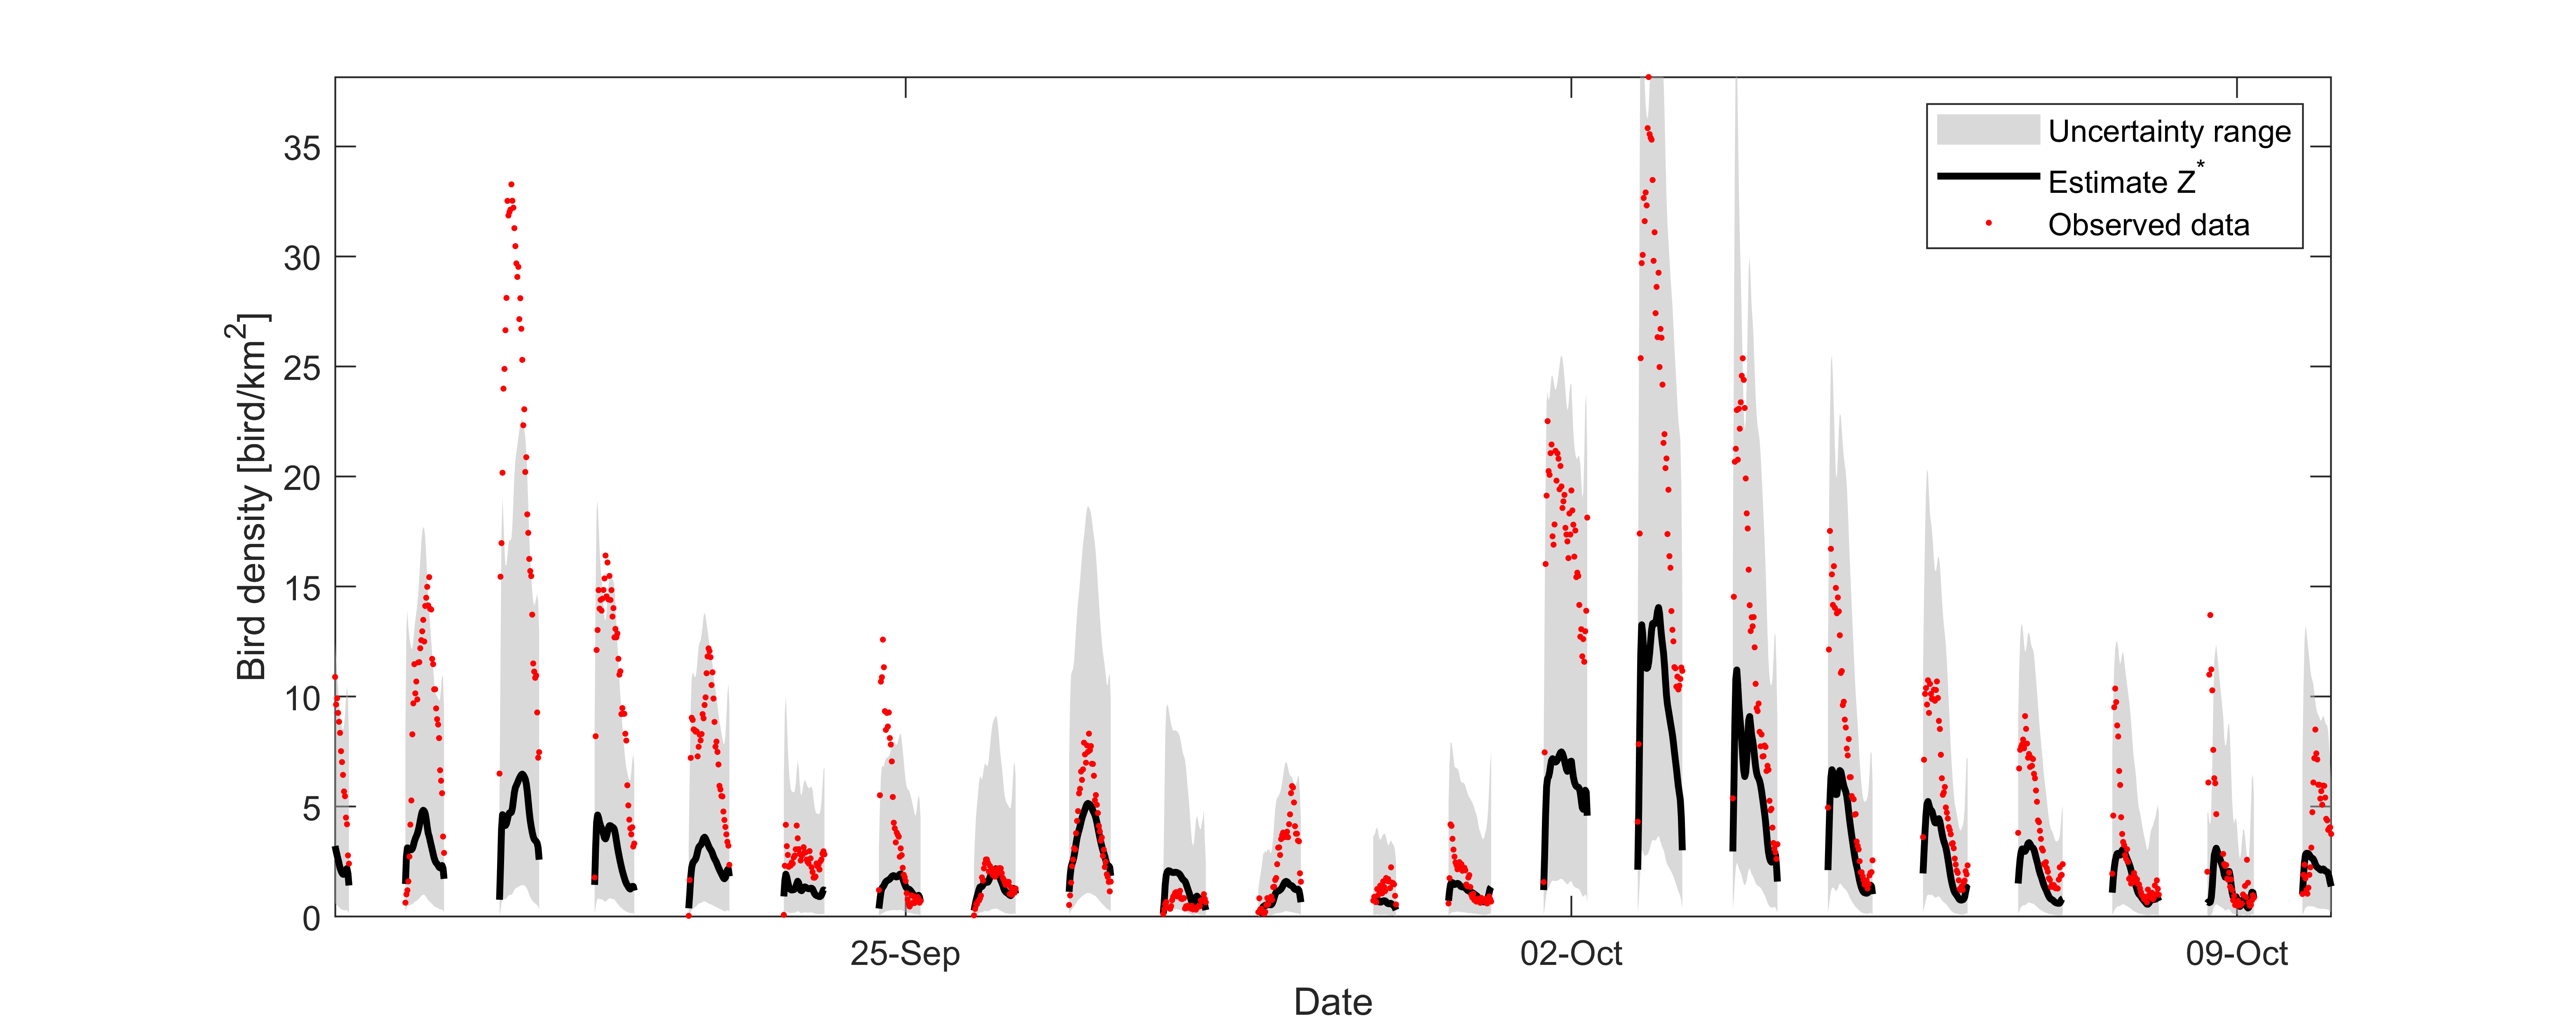 Bird density [bird/km²]
35
30
25
20
15
10
5
0
Uncertainty range
Estimate Z*
Observed data
25-Sep
02-Oct
09-Oct
Date